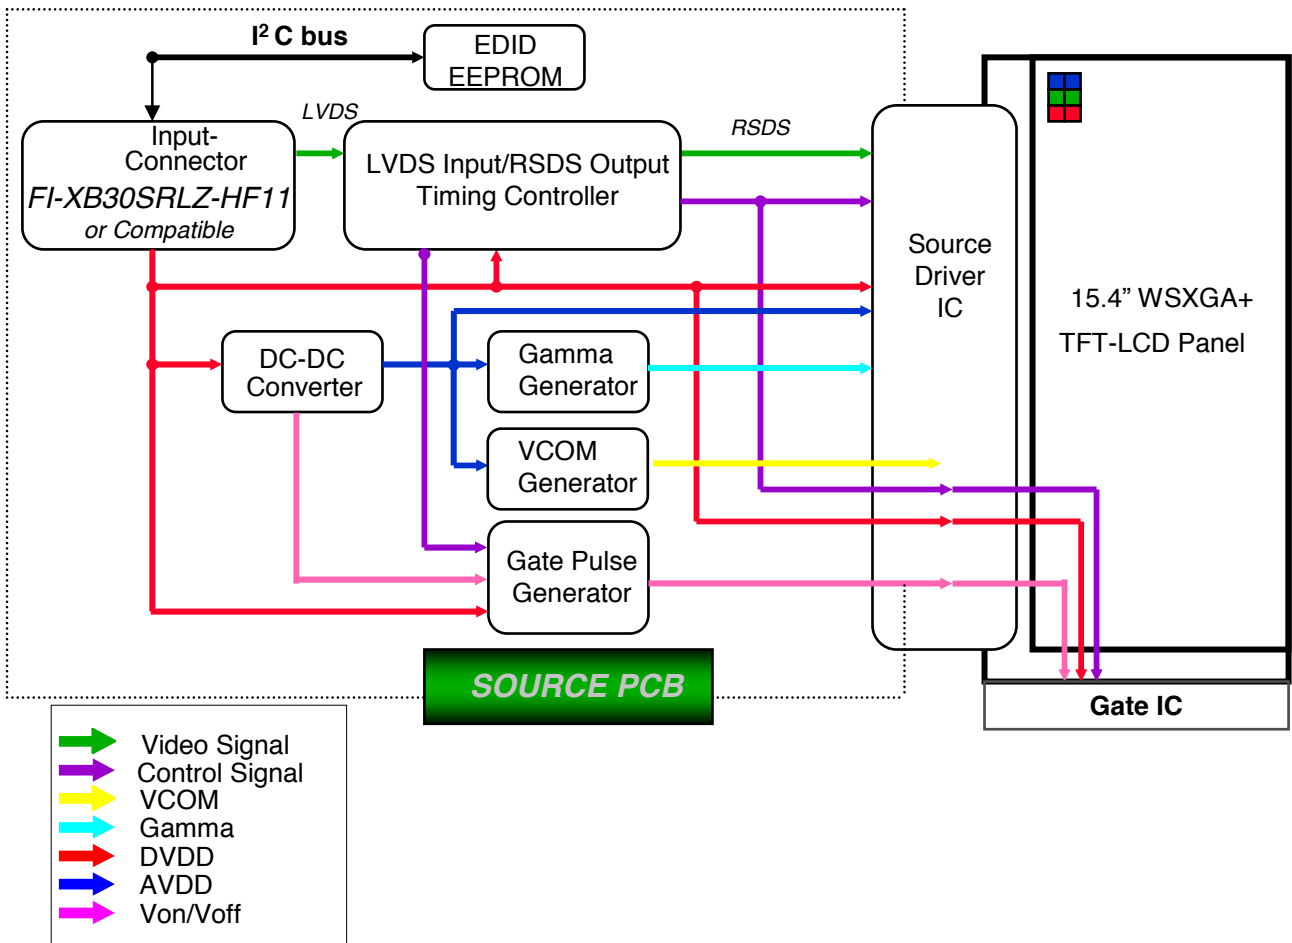 I² C bus
EDID
EEPROM
LVDS
RSDS
Input-
Connector
FI-XB30SRLZ-HF11
or Compatible
LVDS Input/RSDS Output
Timing Controller
Source
Driver
IC
15.4” WSXGA+
TFT-LCD Panel
DC-DC
Converter
Gamma
Generator
VCOM
Generator
Gate Pulse
Generator
SOURCE PCB
Gate IC
Video Signal
Control Signal
VCOM
Gamma
DVDD
AVDD
Von/Voff